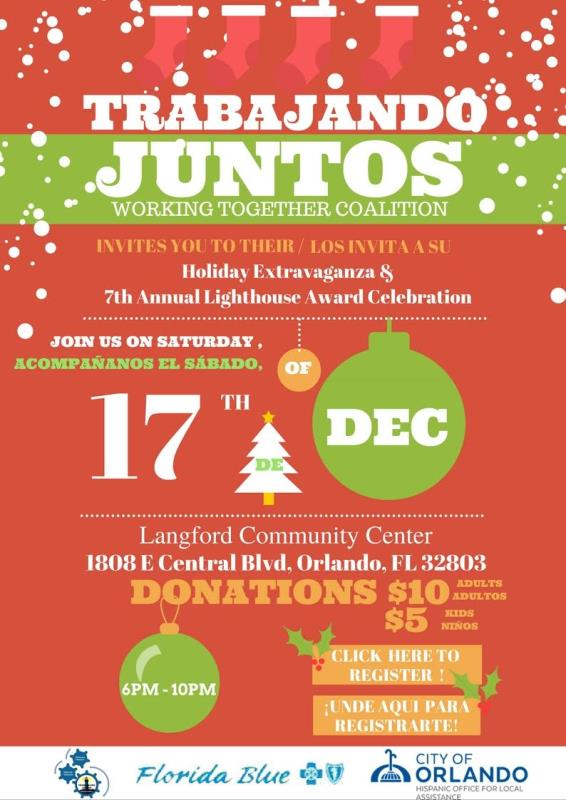 TRABAJANDO
JUNTOS
WORKING TOGETHER COALITION
INVITES YOU TO THEIR / LOS INVITA A SU
Holiday Extravaganza &
7th Annual Lighthouse Award Celebration
JOIN US ON SATURDAY ,
ACOMPAÑANOS EL SÁBADO,
17 TH
OF
DE
DEC
Langford Community Center
1808 E Central Blvd, Orlando, FL 32803
DONATIONS $10 ADULTS
ADULTOS
$5 KIDS
NIÑOS
6PM - 10PM
CLICK HERE TO
REGISTER !
¡UNDE AQUI PARA
REGISTRARTE!
Florida Blue
CITY OF
ORLANDO
HISPANIC OFFICE FOR LOCAL
ASSISTANCE